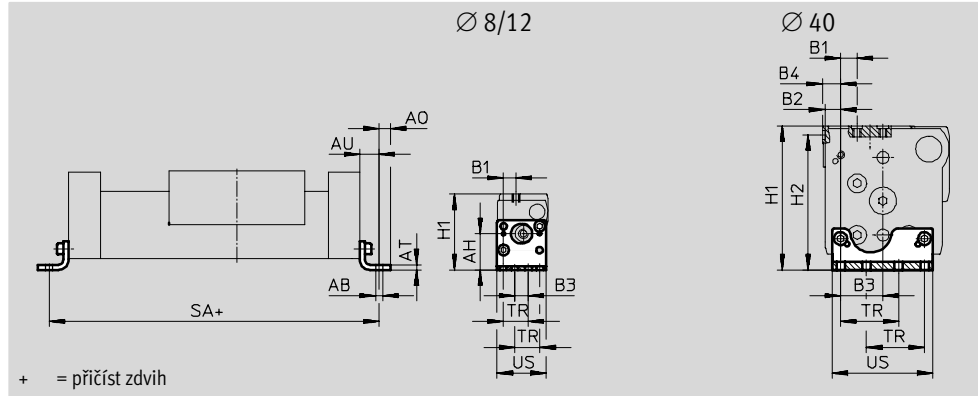 ⌀ 8/12
⌀ 40
B1
B4
B2
AO
AU
B1
H1
H2
H1
AH
AT
AB
B3
B3
SA+
TR
TR
TR
TR
US
US
+ = přičíst zdvih